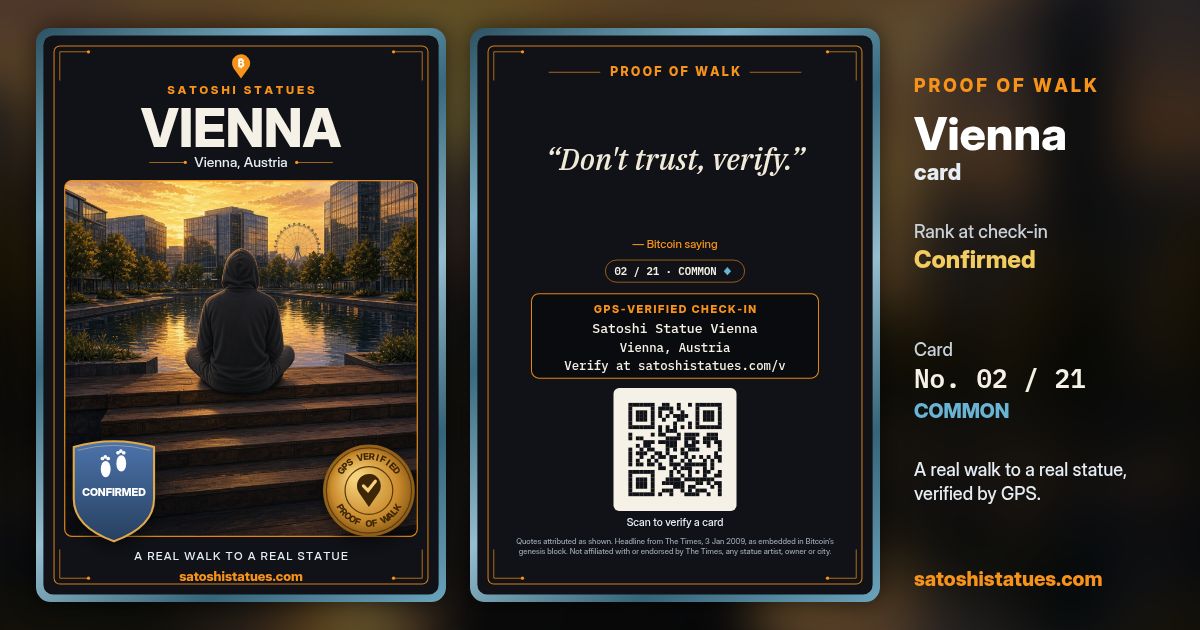 SATOSHI STATUES
VIENNA
Vienna, Austria
CONFIRMED
GPS VERIFIED
PROOF OF WALK
A REAL WALK TO A REAL STATUE
satoshistatues.com
PROOF OF WALK
“Don't trust, verify.”
— Bitcoin saying
02 / 21 · COMMON
GPS-VERIFIED CHECK-IN
Satoshi Statue Vienna
Vienna, Austria
Verify at satoshistatues.com/v
Scan to verify a card
Quotes attributed as shown. Headline from The Times, 3 Jan 2009, as embedded in Bitcoin's
genesis block. Not affiliated with or endorsed by The Times, any statue artist, owner or city.
PROOF OF WALK
Vienna
card
Rank at check-in
Confirmed
Card
No. 02 / 21
COMMON
A real walk to a real statue,
verified by GPS.
satoshistatues.com